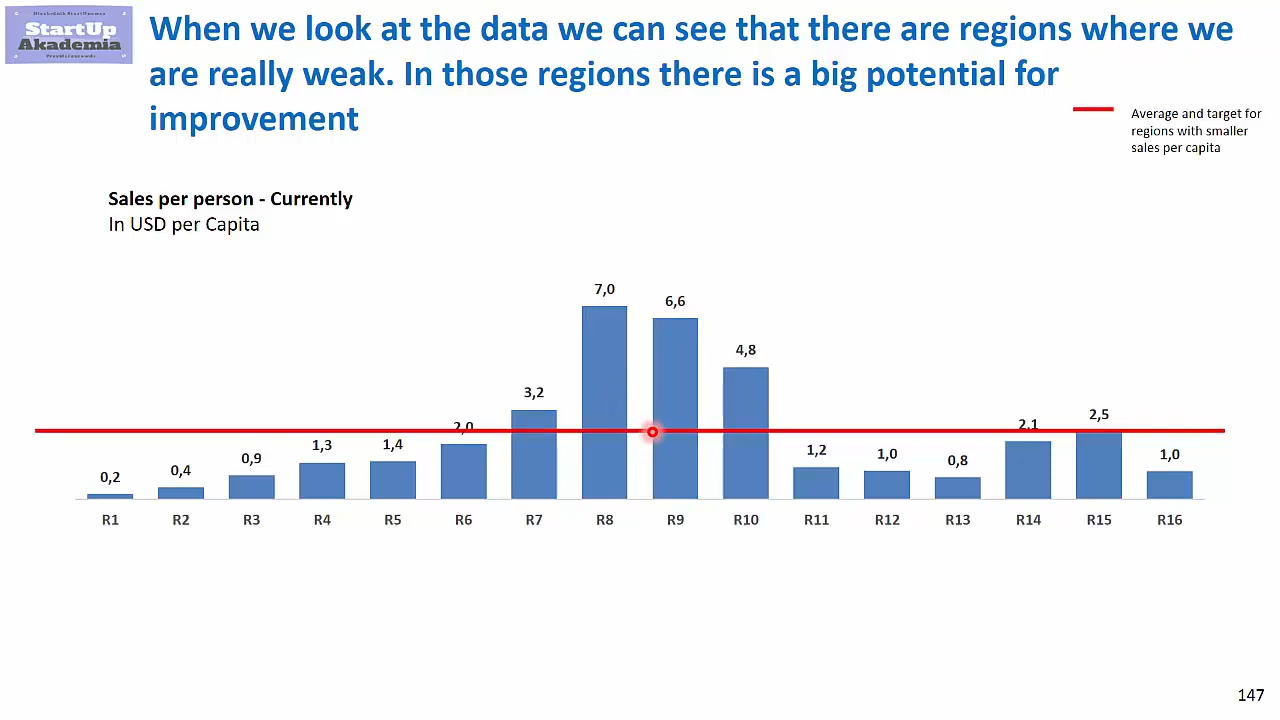 StartUp
Akademia
When we look at the data we can see that there are regions where we
are really weak. In those regions there is a big potential for
improvement
Average and target for
regions with smaller
sales per capita
Sales per person - Currently
In USD per Capita
0,2
0,4
0,9
1,3
1,4
2,0
3,2
7,0
6,6
4,8
1,2
1,0
0,8
2,1
2,5
1,0
R1 R2 R3 R4 R5 R6 R7 R8 R9 R10 R11 R12 R13 R14 R15 R16
147